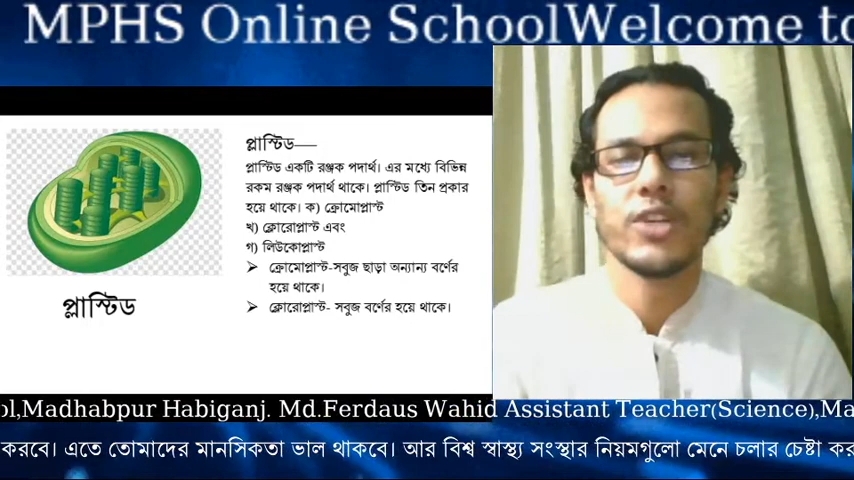 MPHS Online SchoolWelcome to
প্লাস্টিড—
প্লাস্টিড একটি রঞ্জক পদার্থ। এর মধ্যে বিভিন্ন
রকম রঞ্জক পদার্থ থাকে। প্লাস্টিড তিন প্রকার
হয়ে থাকে। ক) ক্রোমোপ্লাস্ট
খ) ক্লোরোপ্লাস্ট এবং
গ) লিউকোপ্লাস্ট
➢ ক্রোমোপ্লাস্ট-সবুজ ছাড়া অন্যান্য বর্ণের
হয়ে থাকে।
➢ ক্লোরোপ্লাস্ট- সবুজ বর্ণের হয়ে থাকে।
প্লাস্টিড
ol,Madhabpur Habiganj. Md.Ferdaus Wahid Assistant Teacher(Science),Ma
করবে। এতে তোমাদের মানসিকতা ভাল থাকবে। আর বিশ্ব স্বাস্থ্য সংস্থার নিয়মগুলো মেনে চলার চেষ্টা কর